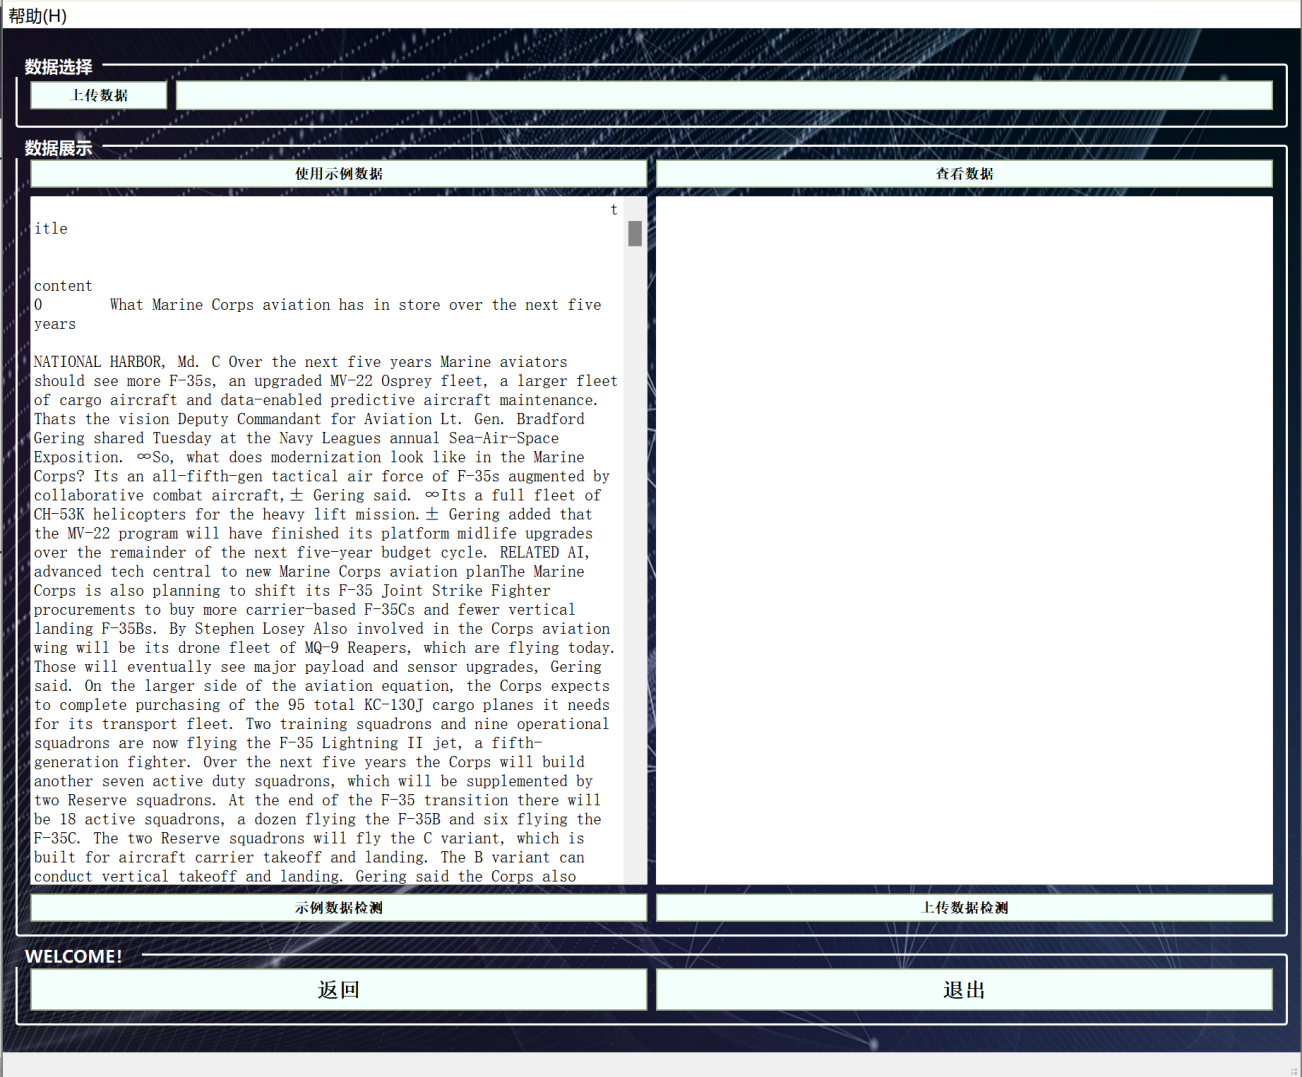 帮助(H)
数据选择
上传数据
数据展示
使用示例数据
查看数据
t
itle
content
0 What Marine Corps aviation has in store over the next five
years
NATIONAL HARBOR, Md. C Over the next five years Marine aviators
should see more F-35s, an upgraded MV-22 Osprey fleet, a larger fleet
of cargo aircraft and data-enabled predictive aircraft maintenance.
Thats the vision Deputy Commandant for Aviation Lt. Gen. Bradford
Gering shared Tuesday at the Navy Leagues annual Sea-Air-Space
Exposition. ∞So, what does modernization look like in the Marine
Corps? Its an all-fifth-gen tactical air force of F-35s augmented by
collaborative combat aircraft,± Gering said. ∞Its a full fleet of
CH-53K helicopters for the heavy lift mission.± Gering added that
the MV-22 program will have finished its platform midlife upgrades
over the remainder of the next five-year budget cycle. RELATED AI,
advanced tech central to new Marine Corps aviation planThe Marine
Corps is also planning to shift its F-35 Joint Strike Fighter
procurements to buy more carrier-based F-35Cs and fewer vertical
landing F-35Bs. By Stephen Losey Also involved in the Corps aviation
wing will be its drone fleet of MQ-9 Reapers, which are flying today.
Those will eventually see major payload and sensor upgrades, Gering
said. On the larger side of the aviation equation, the Corps expects
to complete purchasing of the 95 total KC-130J cargo planes it needs
for its transport fleet. Two training squadrons and nine operational
squadrons are now flying the F-35 Lightning II jet, a fifth-
generation fighter. Over the next five years the Corps will build
another seven active duty squadrons, which will be supplemented by
two Reserve squadrons. At the end of the F-35 transition there will
be 18 active squadrons, a dozen flying the F-35B and six flying the
F-35C. The two Reserve squadrons will fly the C variant, which is
built for aircraft carrier takeoff and landing. The B variant can
conduct vertical takeoff and landing. Gering said the Corps also
示例数据检测
上传数据检测
WELCOME!
返回
退出